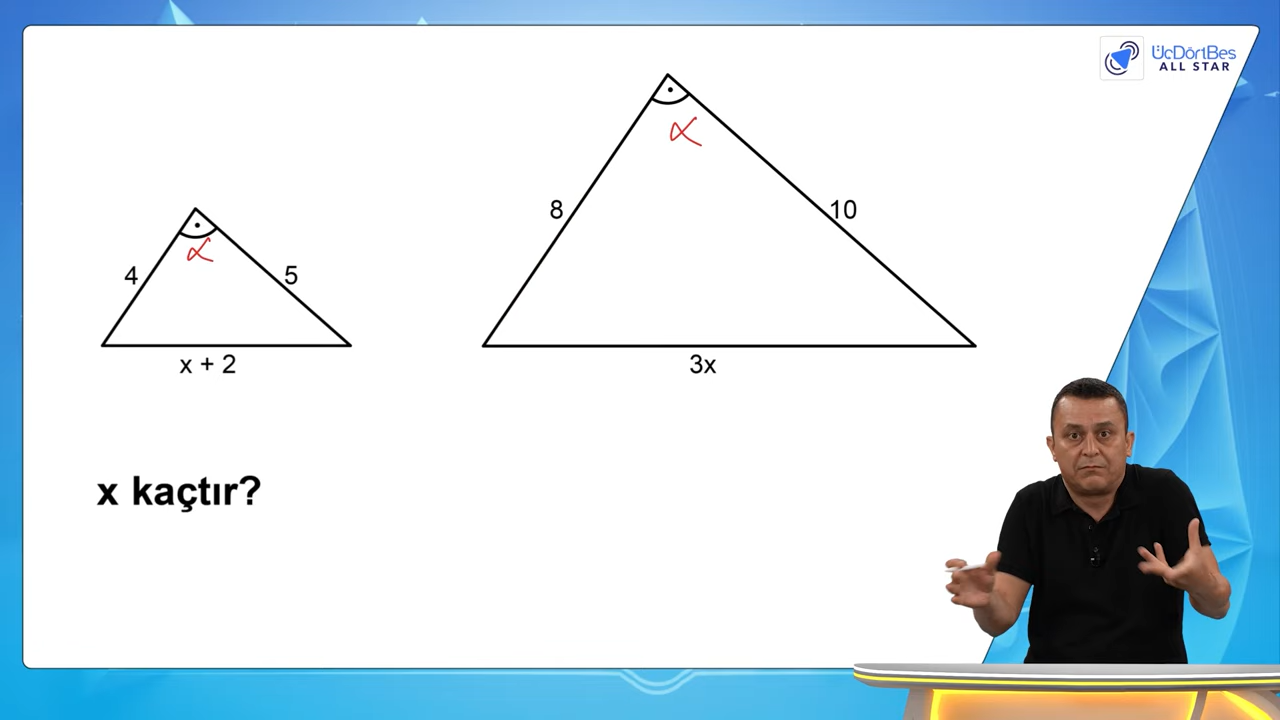 ÜçDörtBeş
ALL STAR
α
8
10
α
4
5
x + 2
3x
x kaçtır?